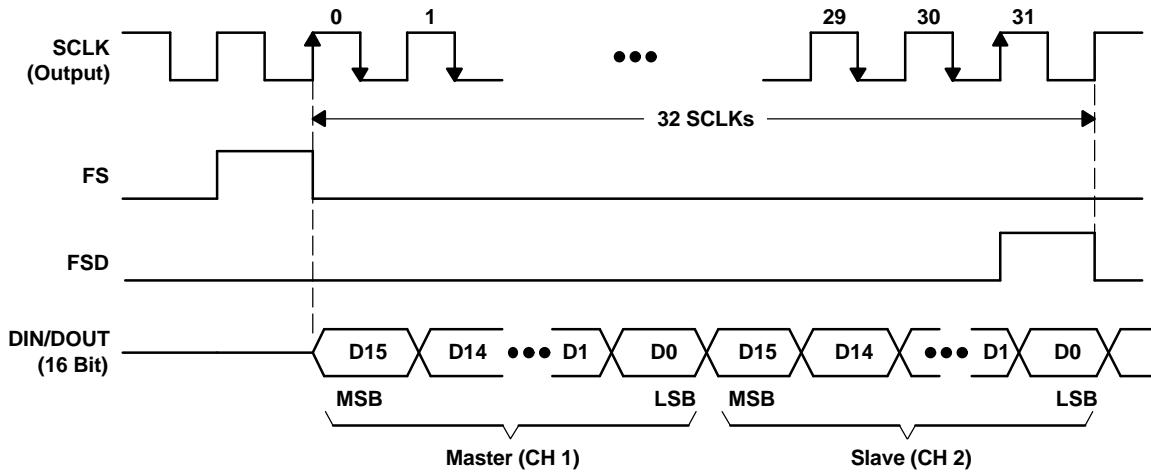 0 1 29 30 31
SCLK
(Output)
32 SCLKs
FS
FSD
DIN/DOUT
(16 Bit)
D15 D14 D1 D0 D15 D14 D1 D0
MSB LSB MSB LSB
Master (CH 1) Slave (CH 2)